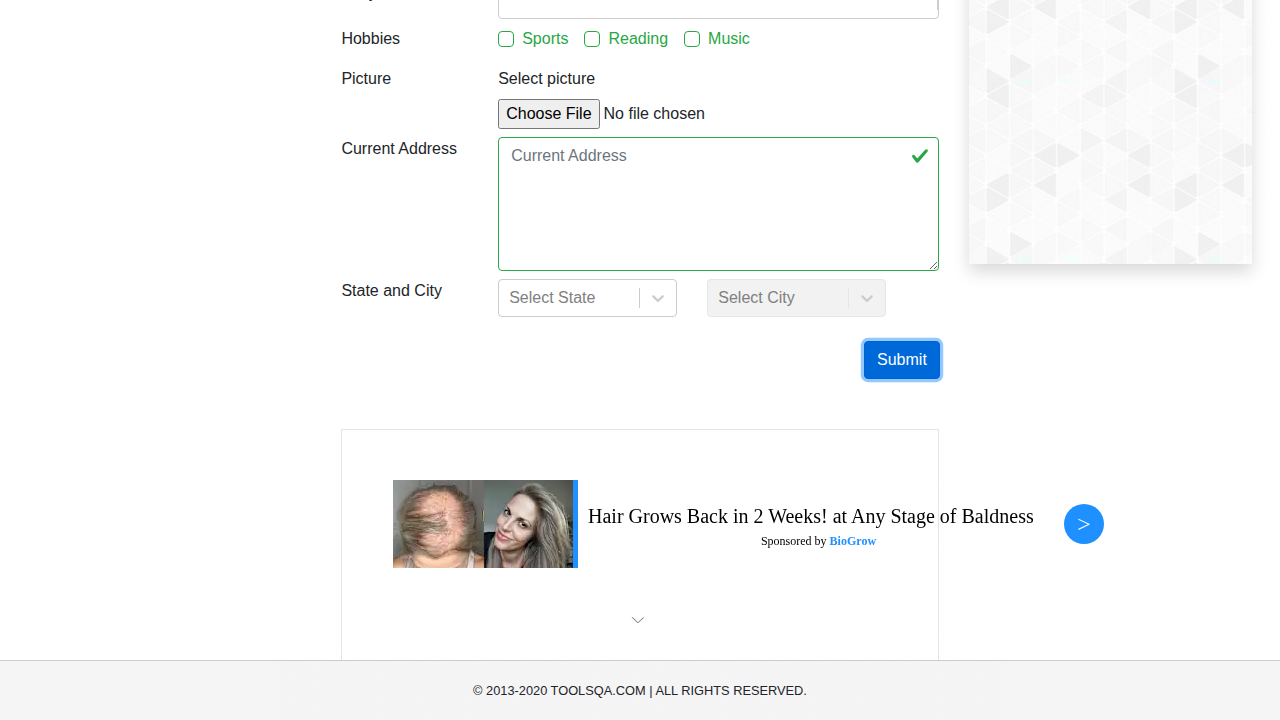 Hobbies
Sports Reading Music
Picture
Select picture
Choose File No file chosen
Current Address
Current Address
State and City
Select State
Select City
Submit
Hair Grows Back in 2 Weeks! at Any Stage of Baldness
Sponsored by BioGrow
>
© 2013-2020 TOOLSQA.COM | ALL RIGHTS RESERVED.